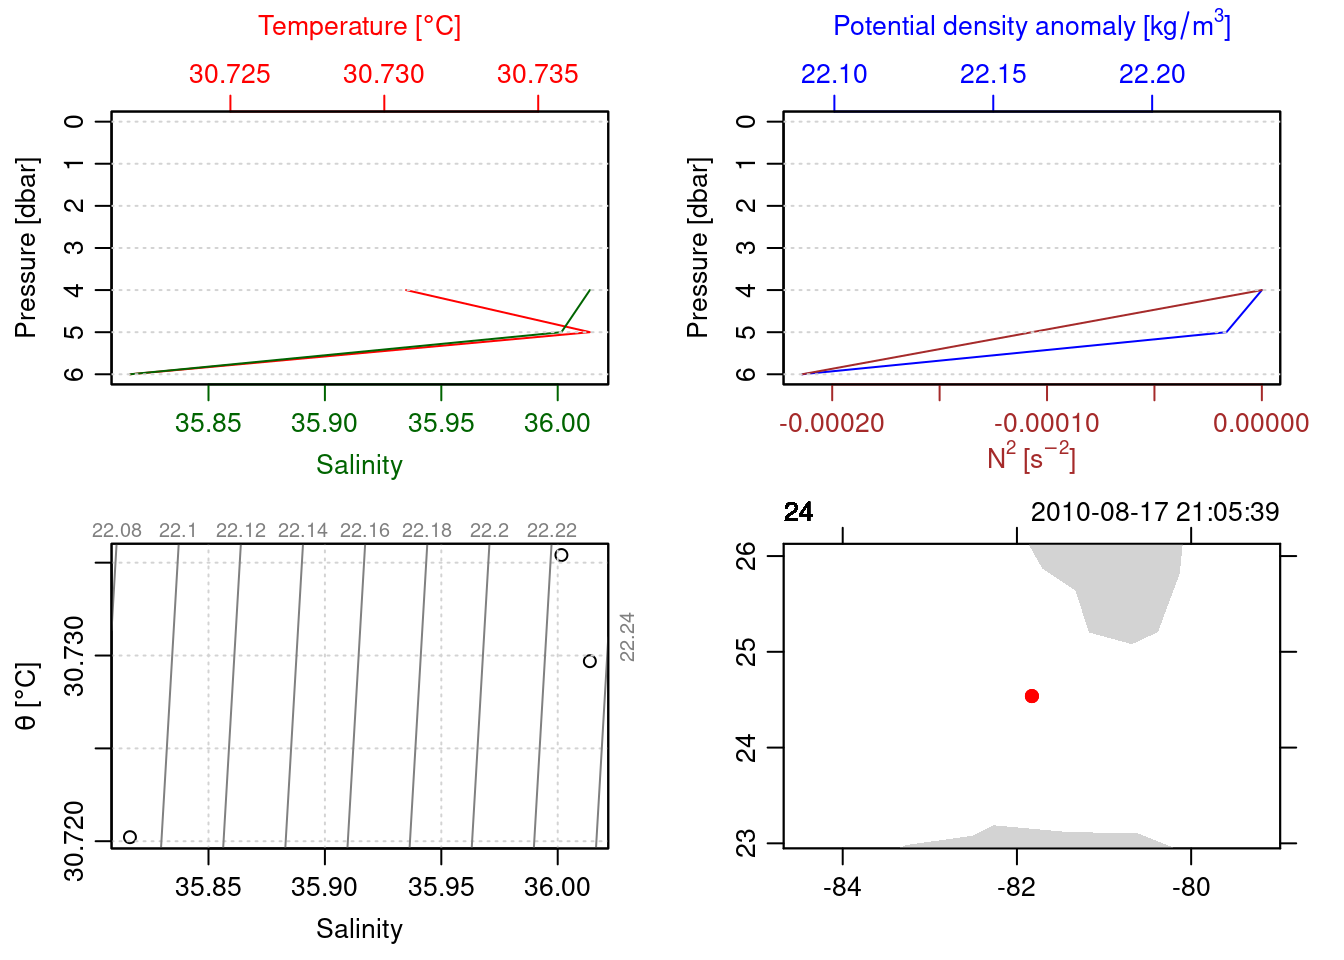 Temperature [°C]
30.725 30.730 30.735
0 1 2 3 4 5 6
Pressure [dbar]
35.85 35.90 35.95 36.00
Salinity
Potential density anomaly [kg/m³]
22.10 22.15 22.20
0 1 2 3 4 5 6
Pressure [dbar]
-0.00020 -0.00010 0.00000
N² [s⁻²]
22.08 22.1 22.12 22.14 22.16 22.18 22.2 22.22
22.24
30.720 30.730
θ [°C]
35.85 35.90 35.95 36.00
Salinity
24 2010-08-17 21:05:39
26 25 24 23
-84 -82 -80